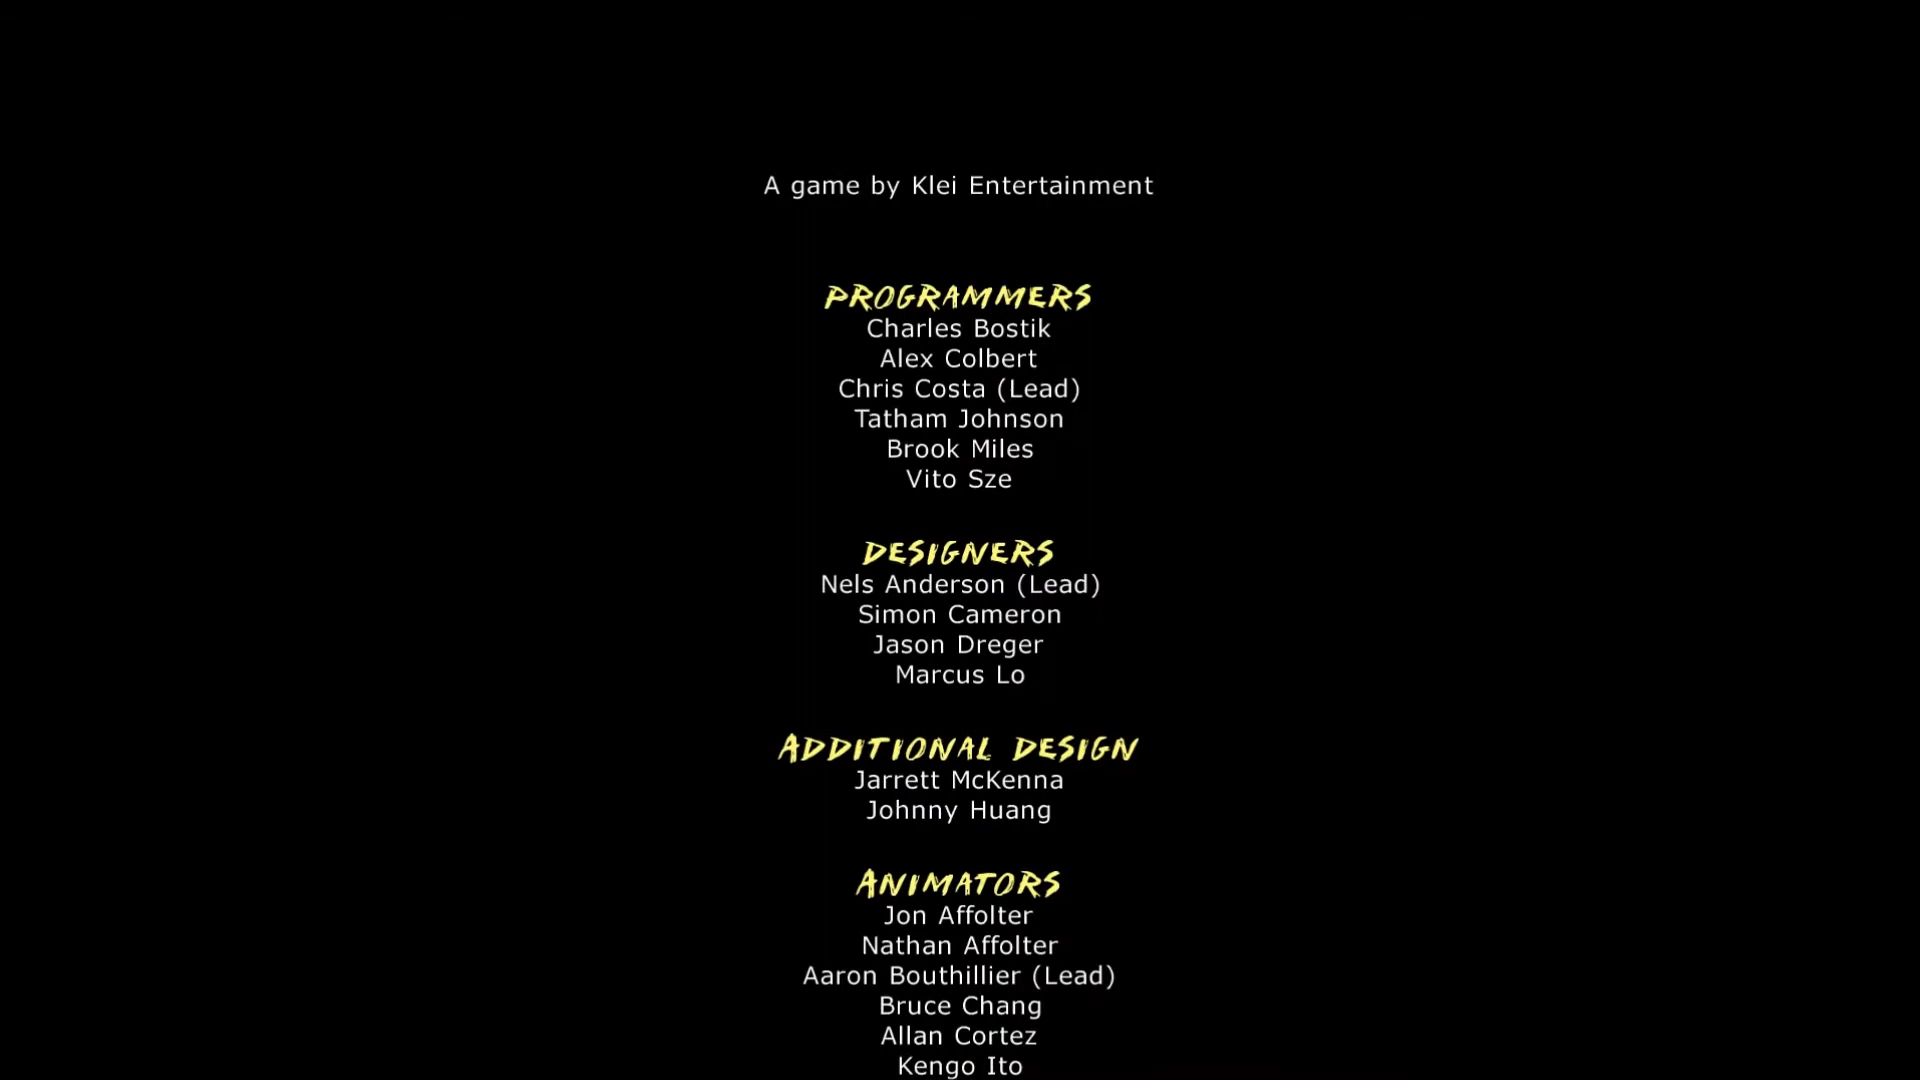 A game by Klei Entertainment
PROGRAMMERS
Charles Bostik
Alex Colbert
Chris Costa (Lead)
Tatham Johnson
Brook Miles
Vito Sze
DESIGNERS
Nels Anderson (Lead)
Simon Cameron
Jason Dreger
Marcus Lo
ADDITIONAL DESIGN
Jarrett McKenna
Johnny Huang
ANIMATORS
Jon Affolter
Nathan Affolter
Aaron Bouthillier (Lead)
Bruce Chang
Allan Cortez
Kengo Ito